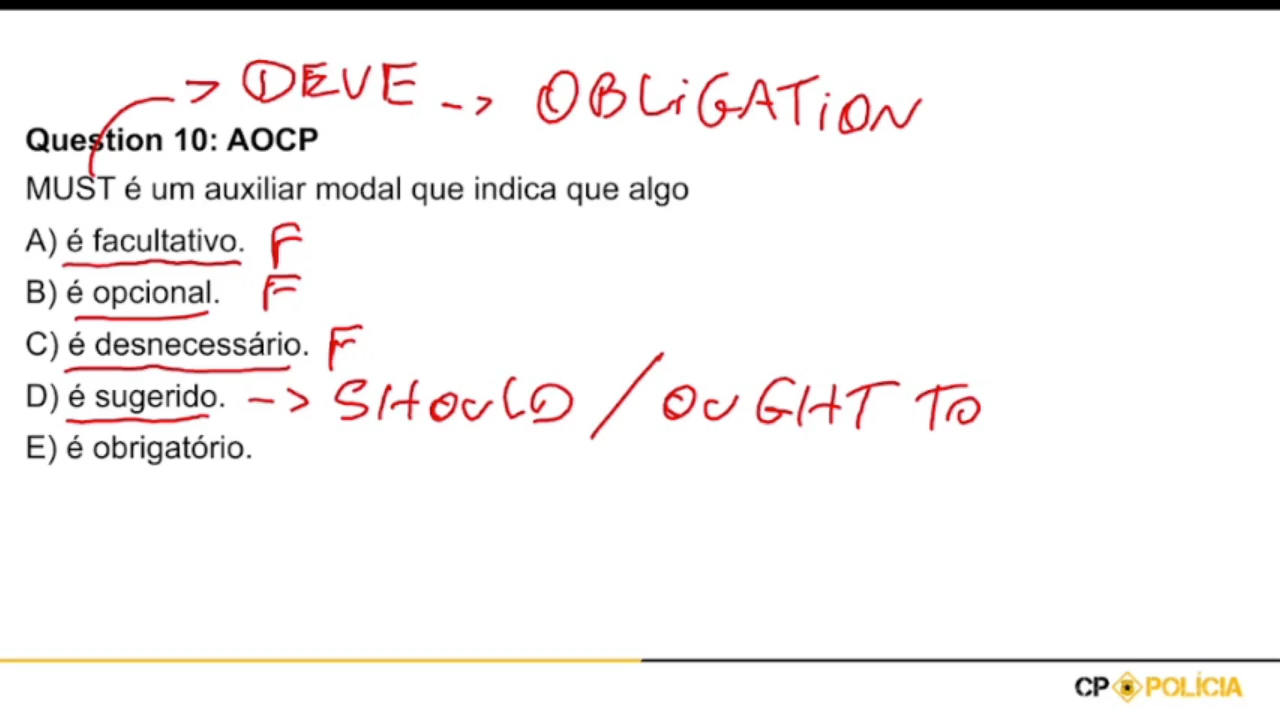 -> DEVE -> OBLIGATION
Question 10: AOCP
MUST é um auxiliar modal que indica que algo
A) é facultativo. F
B) é opcional. F
C) é desnecessário. F
D) é sugerido. -> SHOULD / OUGHT TO
E) é obrigatório.
CP POLÍCIA